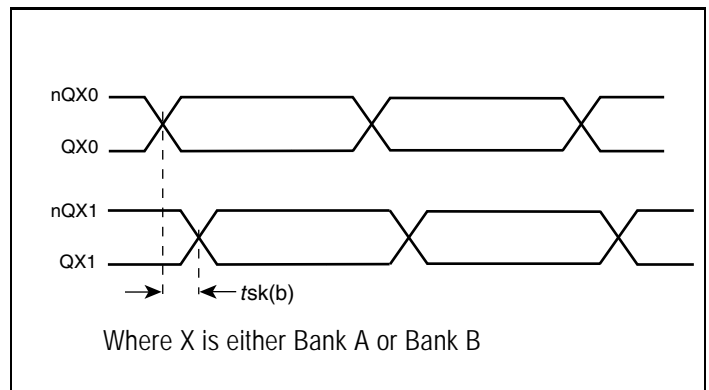 nQX0
QX0
nQX1
QX1
tsk(b)
Where X is either Bank A or Bank B